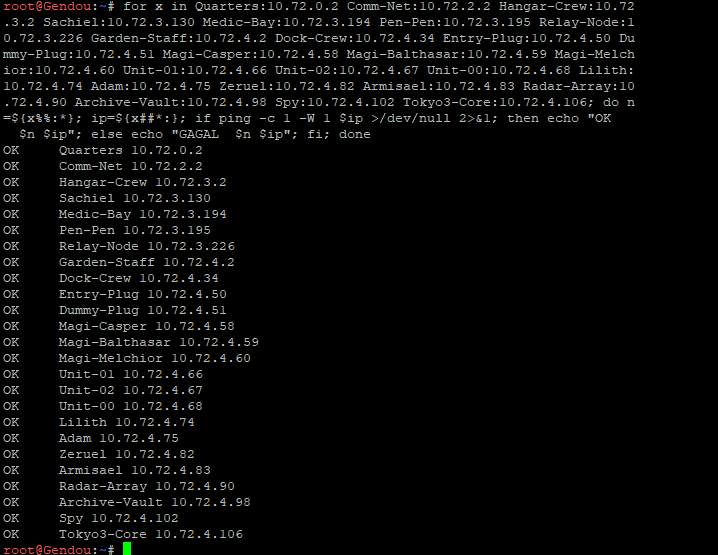 root@Gendou:~# for x in Quarters:10.72.0.2 Comm-Net:10.72.2.2 Hangar-Crew:10.72
.3.2 Sachiel:10.72.3.130 Medic-Bay:10.72.3.194 Pen-Pen:10.72.3.195 Relay-Node:1
0.72.3.226 Garden-Staff:10.72.4.2 Dock-Crew:10.72.4.34 Entry-Plug:10.72.4.50 Du
mmy-Plug:10.72.4.51 Magi-Casper:10.72.4.58 Magi-Balthasar:10.72.4.59 Magi-Melch
ior:10.72.4.60 Unit-01:10.72.4.66 Unit-02:10.72.4.67 Unit-00:10.72.4.68 Lilith:
10.72.4.74 Adam:10.72.4.75 Zeruel:10.72.4.82 Armisael:10.72.4.83 Radar-Array:10
.72.4.90 Archive-Vault:10.72.4.98 Spy:10.72.4.102 Tokyo3-Core:10.72.4.106; do n
=${x%%:*}; ip=${x##*:}; if ping -c 1 -W 1 $ip >/dev/null 2>&1; then echo "OK
  $n $ip"; else echo "GAGAL  $n $ip"; fi; done
OK     Quarters 10.72.0.2
OK     Comm-Net 10.72.2.2
OK     Hangar-Crew 10.72.3.2
OK     Sachiel 10.72.3.130
OK     Medic-Bay 10.72.3.194
OK     Pen-Pen 10.72.3.195
OK     Relay-Node 10.72.3.226
OK     Garden-Staff 10.72.4.2
OK     Dock-Crew 10.72.4.34
OK     Entry-Plug 10.72.4.50
OK     Dummy-Plug 10.72.4.51
OK     Magi-Casper 10.72.4.58
OK     Magi-Balthasar 10.72.4.59
OK     Magi-Melchior 10.72.4.60
OK     Unit-01 10.72.4.66
OK     Unit-02 10.72.4.67
OK     Unit-00 10.72.4.68
OK     Lilith 10.72.4.74
OK     Adam 10.72.4.75
OK     Zeruel 10.72.4.82
OK     Armisael 10.72.4.83
OK     Radar-Array 10.72.4.90
OK     Archive-Vault 10.72.4.98
OK     Spy 10.72.4.102
OK     Tokyo3-Core 10.72.4.106
root@Gendou:~#